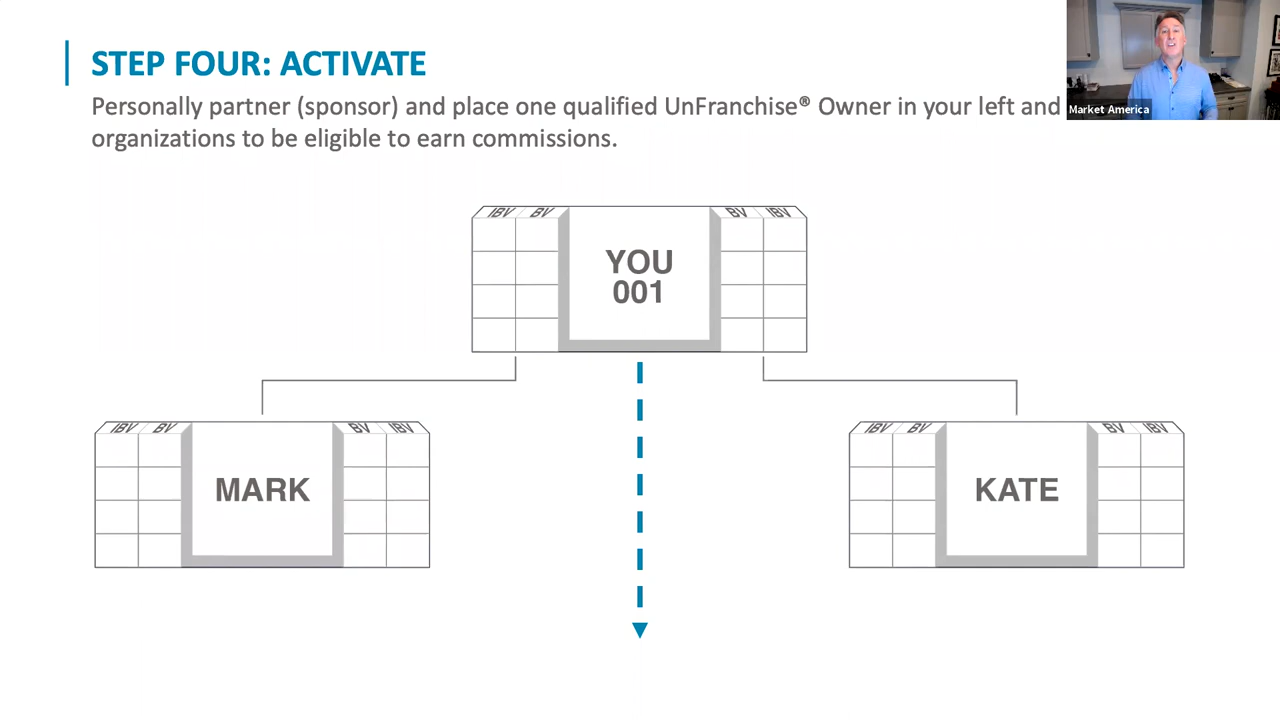 STEP FOUR: ACTIVATE
Personally partner (sponsor) and place one qualified UnFranchise® Owner in your left and
organizations to be eligible to earn commissions.
Market America
IBV BV BV IBV
YOU
001
IBV BV BV IBV
MARK
IBV BV BV IBV
KATE